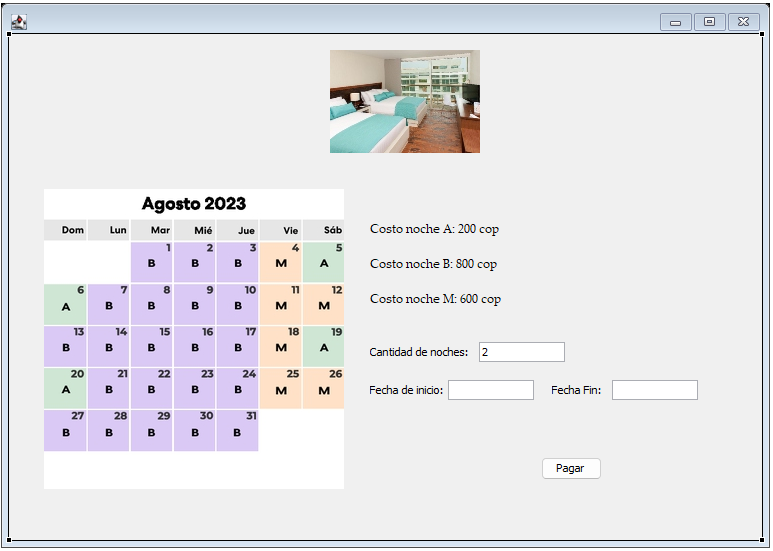 Agosto 2023
Dom Lun Mar Mié Jue Vie Sáb
1 2 3 4 5
B B B M A
6 7 8 9 10 11 12
A B B B B M M
13 14 15 16 17 18 19
B B B B B M A
20 21 22 23 24 25 26
A B B B B M M
27 28 29 30 31
B B B B B
Costo noche A: 200 cop
Costo noche B: 800 cop
Costo noche M: 600 cop
Cantidad de noches: 2
Fecha de inicio: Fecha Fin:
Pagar